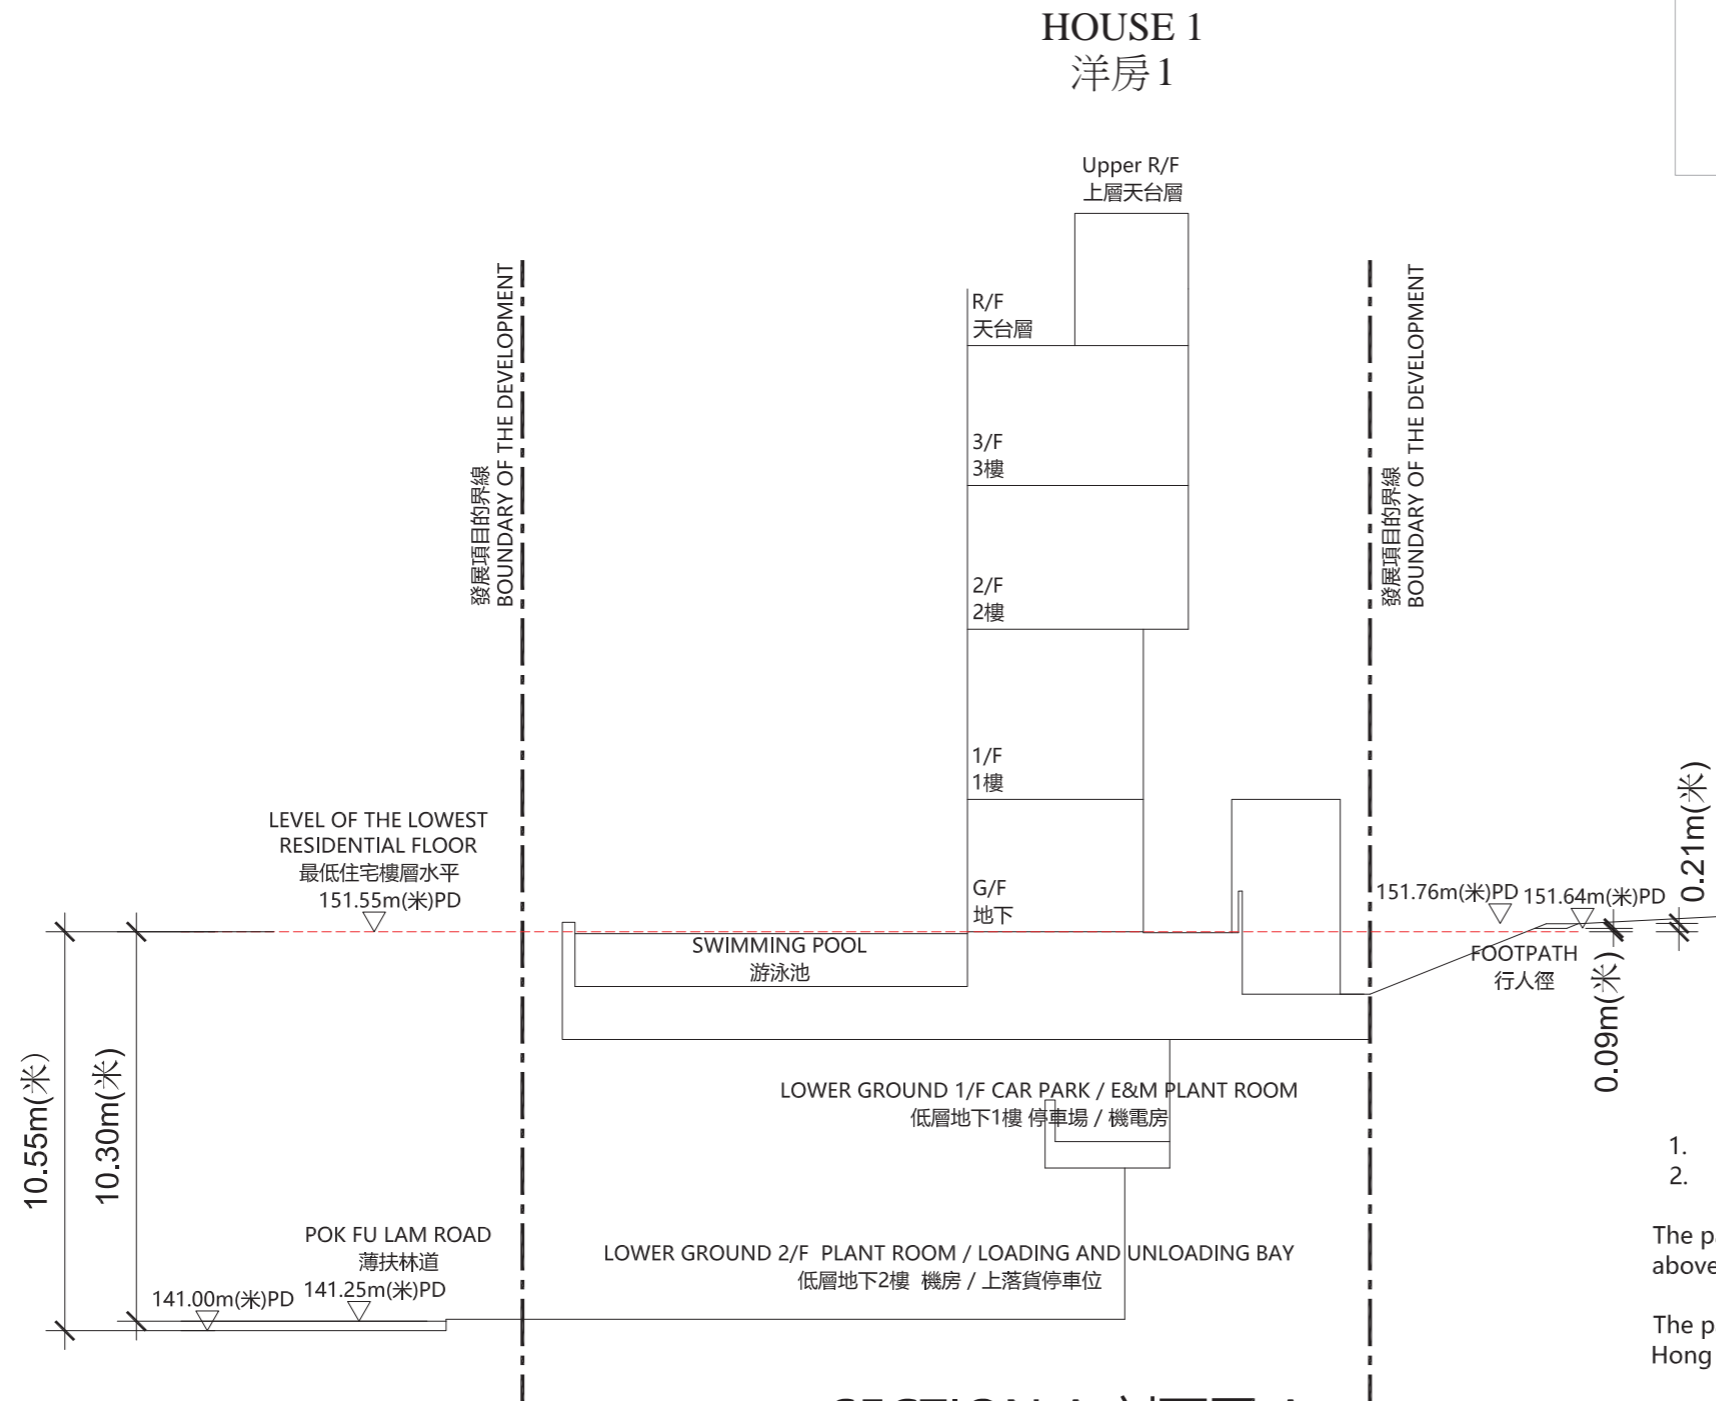 HOUSE 1
洋房 1
Upper R/F
上層天台層
R/F
天台層
3/F
3樓
2/F
2樓
1/F
1樓
G/F
地下
發展項目的界線
BOUNDARY OF THE DEVELOPMENT
發展項目的界線
BOUNDARY OF THE DEVELOPMENT
LEVEL OF THE LOWEST
RESIDENTIAL FLOOR
最低住宅樓層水平
151.55m(米)PD
SWIMMING POOL
游泳池
151.76m(米)PD
151.64m(米)PD
FOOTPATH
行人徑
0.21m(米)
0.09m(米)
10.55m(米)
10.30m(米)
LOWER GROUND 1/F CAR PARK / E&M PLANT ROOM
低層地下1樓 停車場 / 機電房
POK FU LAM ROAD
薄扶林道
141.25m(米)PD
141.00m(米)PD
LOWER GROUND 2/F PLANT ROOM / LOADING AND UNLOADING BAY
低層地下2樓 機房 / 上落貨停車位
1.
2.
The p
above
The p
Hong